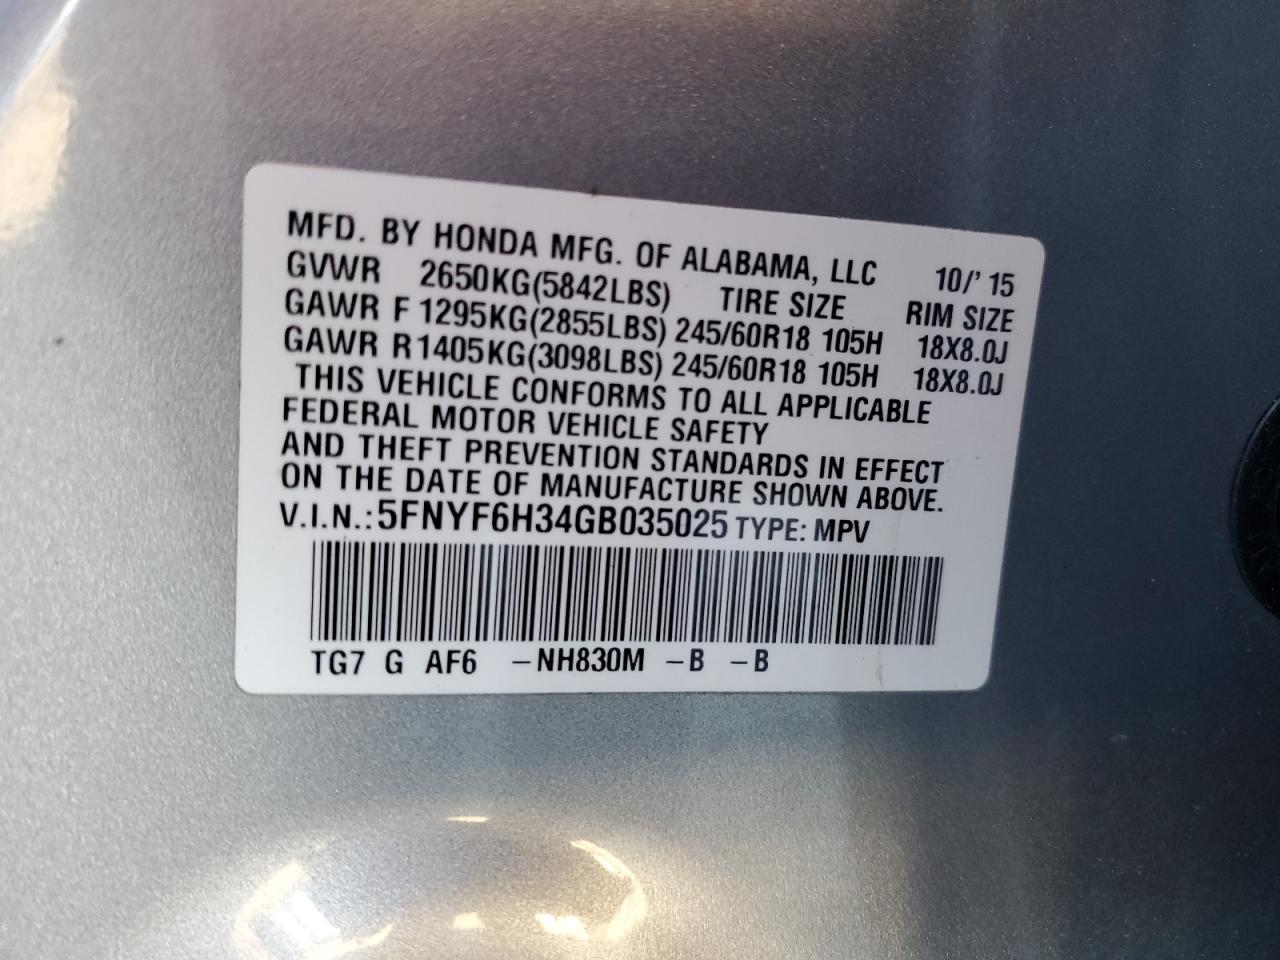 MFD. BY HONDA MFG. OF ALABAMA, LLC 10/' 15
GVWR 2650KG(5842LBS) TIRE SIZE RIM SIZE
GAWR F 1295KG(2855LBS) 245/60R18 105H 18X8.0J
GAWR R 1405KG(3098LBS) 245/60R18 105H 18X8.0J
THIS VEHICLE CONFORMS TO ALL APPLICABLE
FEDERAL MOTOR VEHICLE SAFETY
AND THEFT PREVENTION STANDARDS IN EFFECT
ON THE DATE OF MANUFACTURE SHOWN ABOVE.
V.I.N.: 5FNYF6H34GB035025 TYPE: MPV
TG7 G AF6 -NH830M -B -B